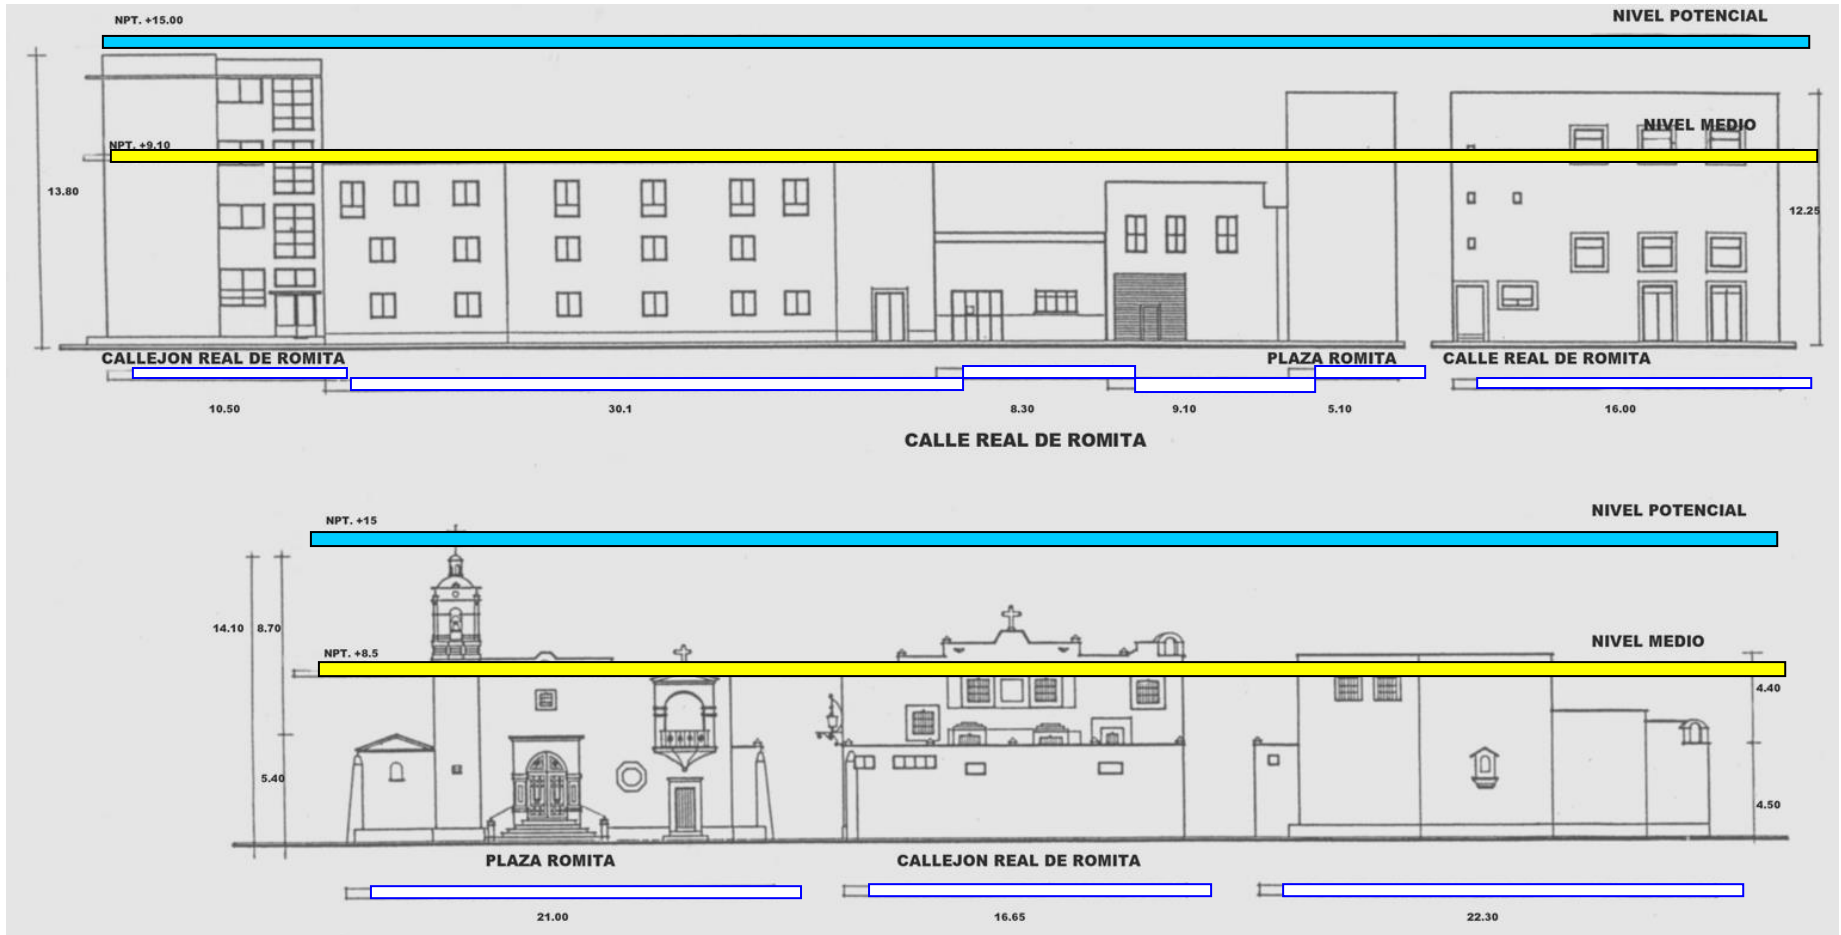 NPT. +15.00
NIVEL POTENCIAL
NPT. +9.10
NIVEL MEDIO
13.80
12.25
CALLEJON REAL DE ROMITA
PLAZA ROMITA
CALLE REAL DE ROMITA
10.50
30.1
8.30
9.10
5.10
16.00
CALLE REAL DE ROMITA
NPT. +15
NIVEL POTENCIAL
14.10
8.70
NPT. +8.5
NIVEL MEDIO
4.40
5.40
4.50
PLAZA ROMITA
CALLEJON REAL DE ROMITA
21.00
16.65
22.30